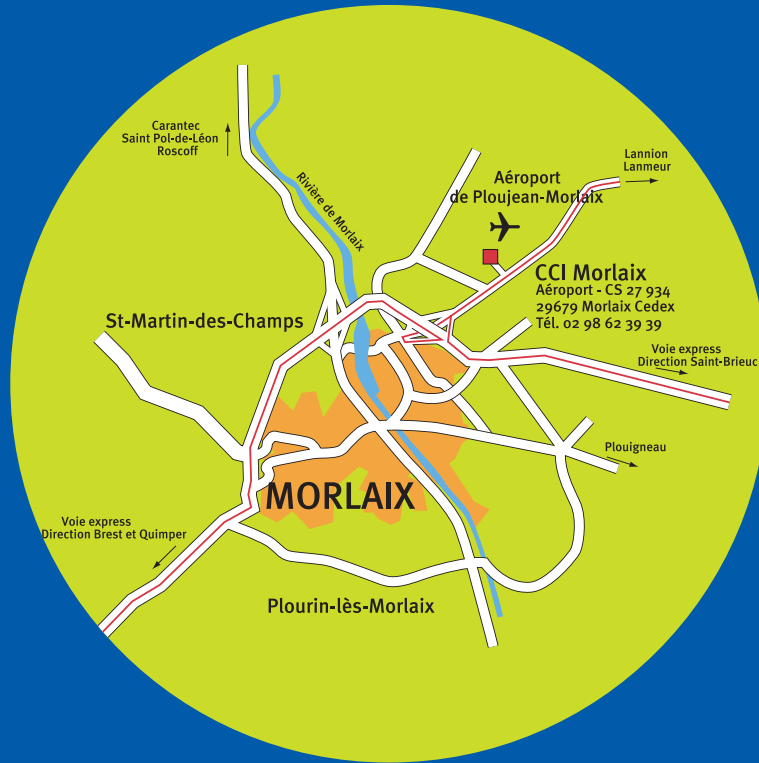 Carantec
Saint Pol-de-Léon
Roscoff
Rivière de Morlaix
Aéroport
de Ploujean-Morlaix
Lannion
Lanmeur
CCI Morlaix
Aéroport - CS 27 934
29679 Morlaix Cedex
Tél. 02 98 62 39 39
St-Martin-des-Champs
Voie express
Direction Saint-Brieuc
Plouigneau
MORLAIX
Voie express
Direction Brest et Quimper
Plourin-lès-Morlaix